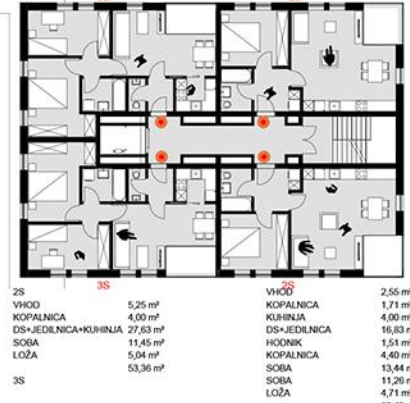 3S
2S
2S
VHOD 5,25 m²
KOPALNICA 4,00 m²
DS+JEDILNICA+KUHINJA 27,63 m²
SOBA 11,45 m²
LOŽA 5,04 m²
53,36 m²
3S
VHOD 2,55 m²
KOPALNICA 1,71 m²
KUHINJA 4,00 m²
DS+JEDILNICA 16,83 m²
HODNIK 1,51 m²
KOPALNICA 4,40 m²
SOBA 13,44 m²
SOBA 11,26 m²
LOŽA 4,71 m²